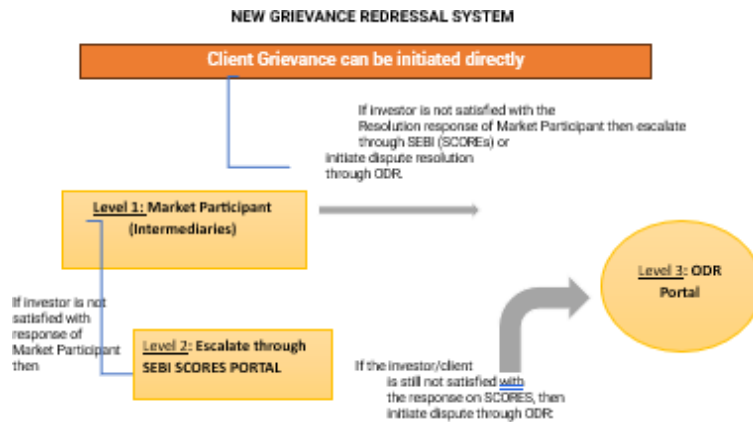 NEW GRIEVANCE REDRESSAL SYSTEM
Client Grievance can be initiated directly
If investor is not satisfied with the
Resolution response of Market Participant then escalate
through SEBI (SCOREs) or
initiate dispute resolution
through ODR.
Level 1: Market Participant
(Intermediaries)
Level 3: ODR
Portal
If investor is not
satisfied with
response of
Market Participant
then
Level 2: Escalate through
SEBI SCORES PORTAL
If the investor/client
is still not satisfied with
the response on SCORES, then
initiate dispute through ODR: